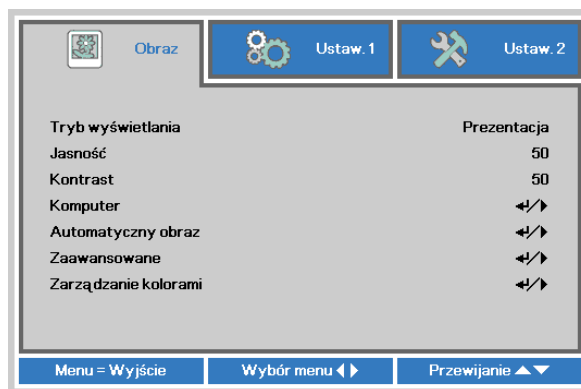 Obraz Ustaw. 1 Ustaw. 2
Tryb wyświetlania Prezentacja
Jasność 50
Kontrast 50
Komputer ↵/▶
Automatyczny obraz ↵/▶
Zaawansowane ↵/▶
Zarządzanie kolorami ↵/▶
Menu = Wyjście Wybór menu ◀▶ Przewijanie ▲▼